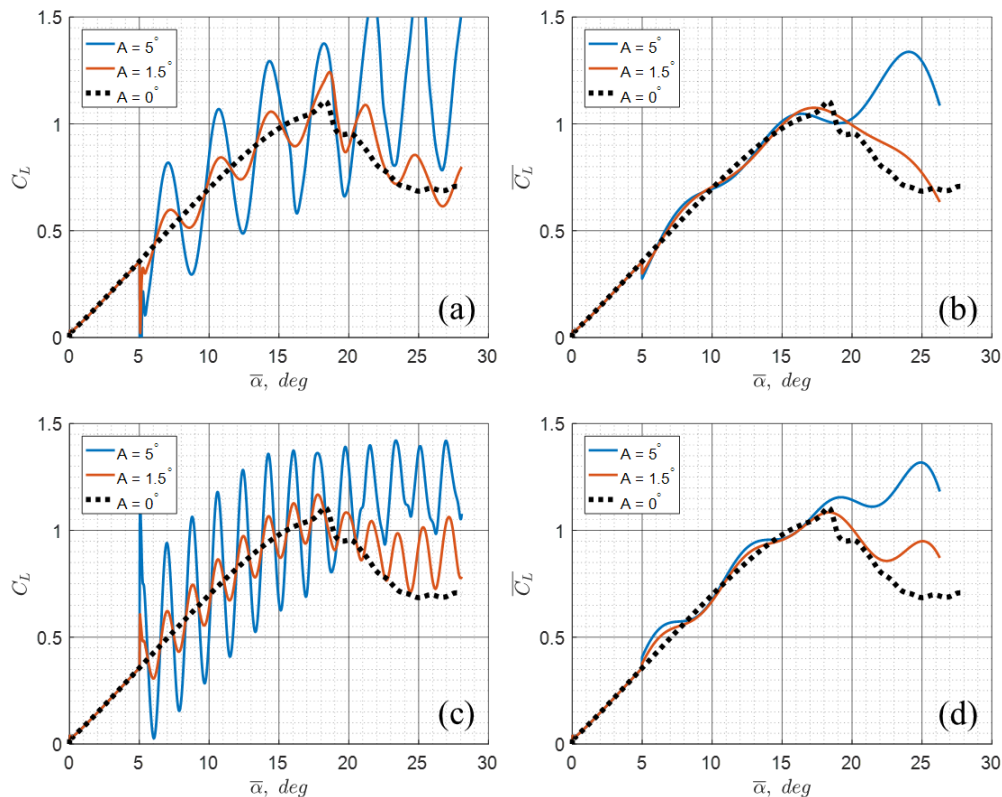 1.5
1
0.5
0
C_L
A = 5°
A = 1.5°
A = 0°
(a)
0 5 10 15 20 25 30
α̅, deg
1.5
1
0.5
0
C̅_L
A = 5°
A = 1.5°
A = 0°
(b)
0 5 10 15 20 25 30
α̅, deg
1.5
1
0.5
0
C_L
A = 5°
A = 1.5
A = 0°
(c)
0 5 10 15 20 25 30
α̅, deg
1.5
1
0.5
0
C̅_L
A = 5°
A = 1.5°
A = 0°
(d)
0 5 10 15 20 25 30
α̅, deg